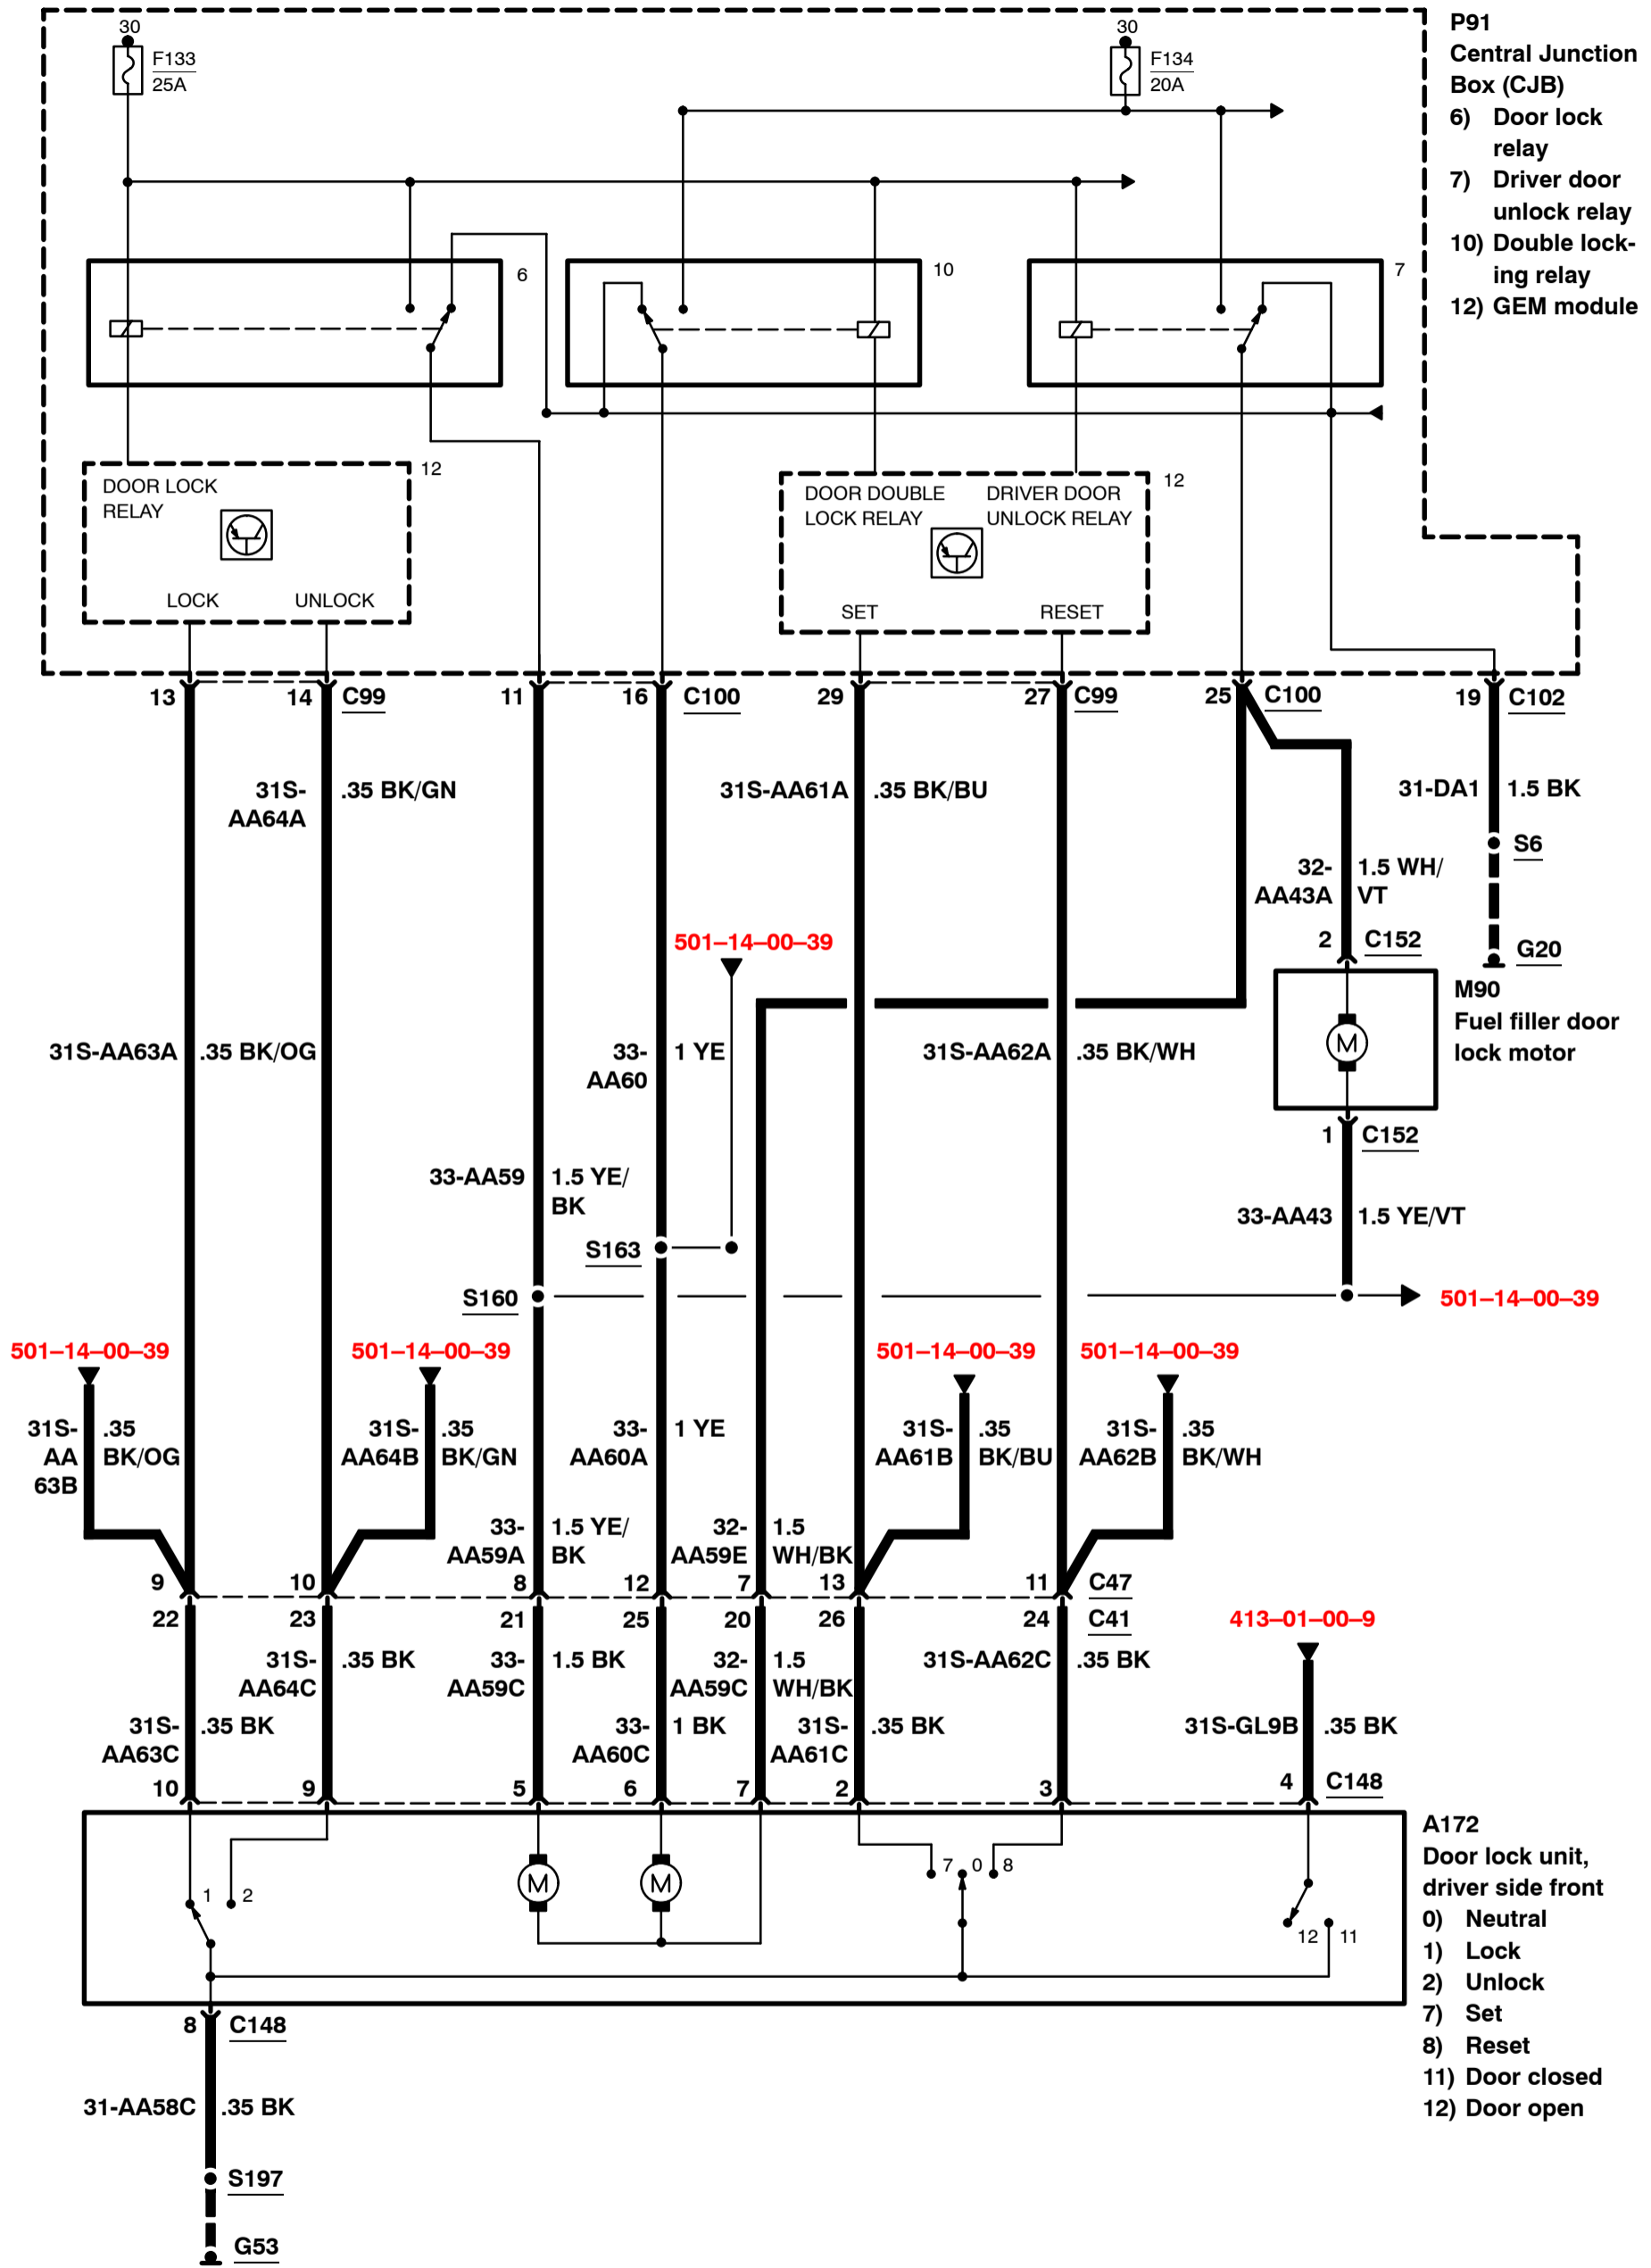 30
F133
25A
30
F134
20A
P91
Central Junction
Box (CJB)
6) Door lock
relay
7) Driver door
unlock relay
10) Double lock-
ing relay
12) GEM module
6
10
7
12
DOOR LOCK
RELAY
LOCK UNLOCK
12
DOOR DOUBLE
LOCK RELAY
DRIVER DOOR
UNLOCK RELAY
SET RESET
13 14 C99 11 16 C100 29 27 C99 25 C100 19 C102
31S-
AA64A
.35 BK/GN
31S-AA61A .35 BK/BU
31-DA1 1.5 BK
S6
32-
AA43A
1.5 WH/
VT
2 C152
G20
501–14–00–39
M90
Fuel filler door
lock motor
M
31S-AA63A .35 BK/OG
33-
AA60
1 YE
31S-AA62A .35 BK/WH
1 C152
33-AA59 1.5 YE/
BK
33-AA43 1.5 YE/VT
S163
S160
501–14–00–39
501–14–00–39
501–14–00–39
501–14–00–39
501–14–00–39
31S-
AA
63B
.35
BK/OG
31S-
AA64B
.35
BK/GN
33-
AA60A
1 YE
31S-
AA61B
.35
BK/BU
31S-
AA62B
.35
BK/WH
33-
AA59A
1.5 YE/
BK
32-
AA59E
1.5
WH/BK
9 10 8 12 7 13 11 C47
22 23 21 25 20 26 24 C41
413–01–00–9
31S-
AA64C
.35 BK
33-
AA59C
1.5 BK
32-
AA59C
1.5
WH/BK
31S-AA62C .35 BK
31S-
AA63C
.35 BK
33-
AA60C
1 BK
31S-
AA61C
.35 BK
31S-GL9B .35 BK
10 9 5 6 7 2 3 4 C148
A172
Door lock unit,
driver side front
0) Neutral
1) Lock
2) Unlock
7) Set
8) Reset
11) Door closed
12) Door open
1 2
M
M
7 0 8
12 11
8 C148
31-AA58C .35 BK
S197
G53